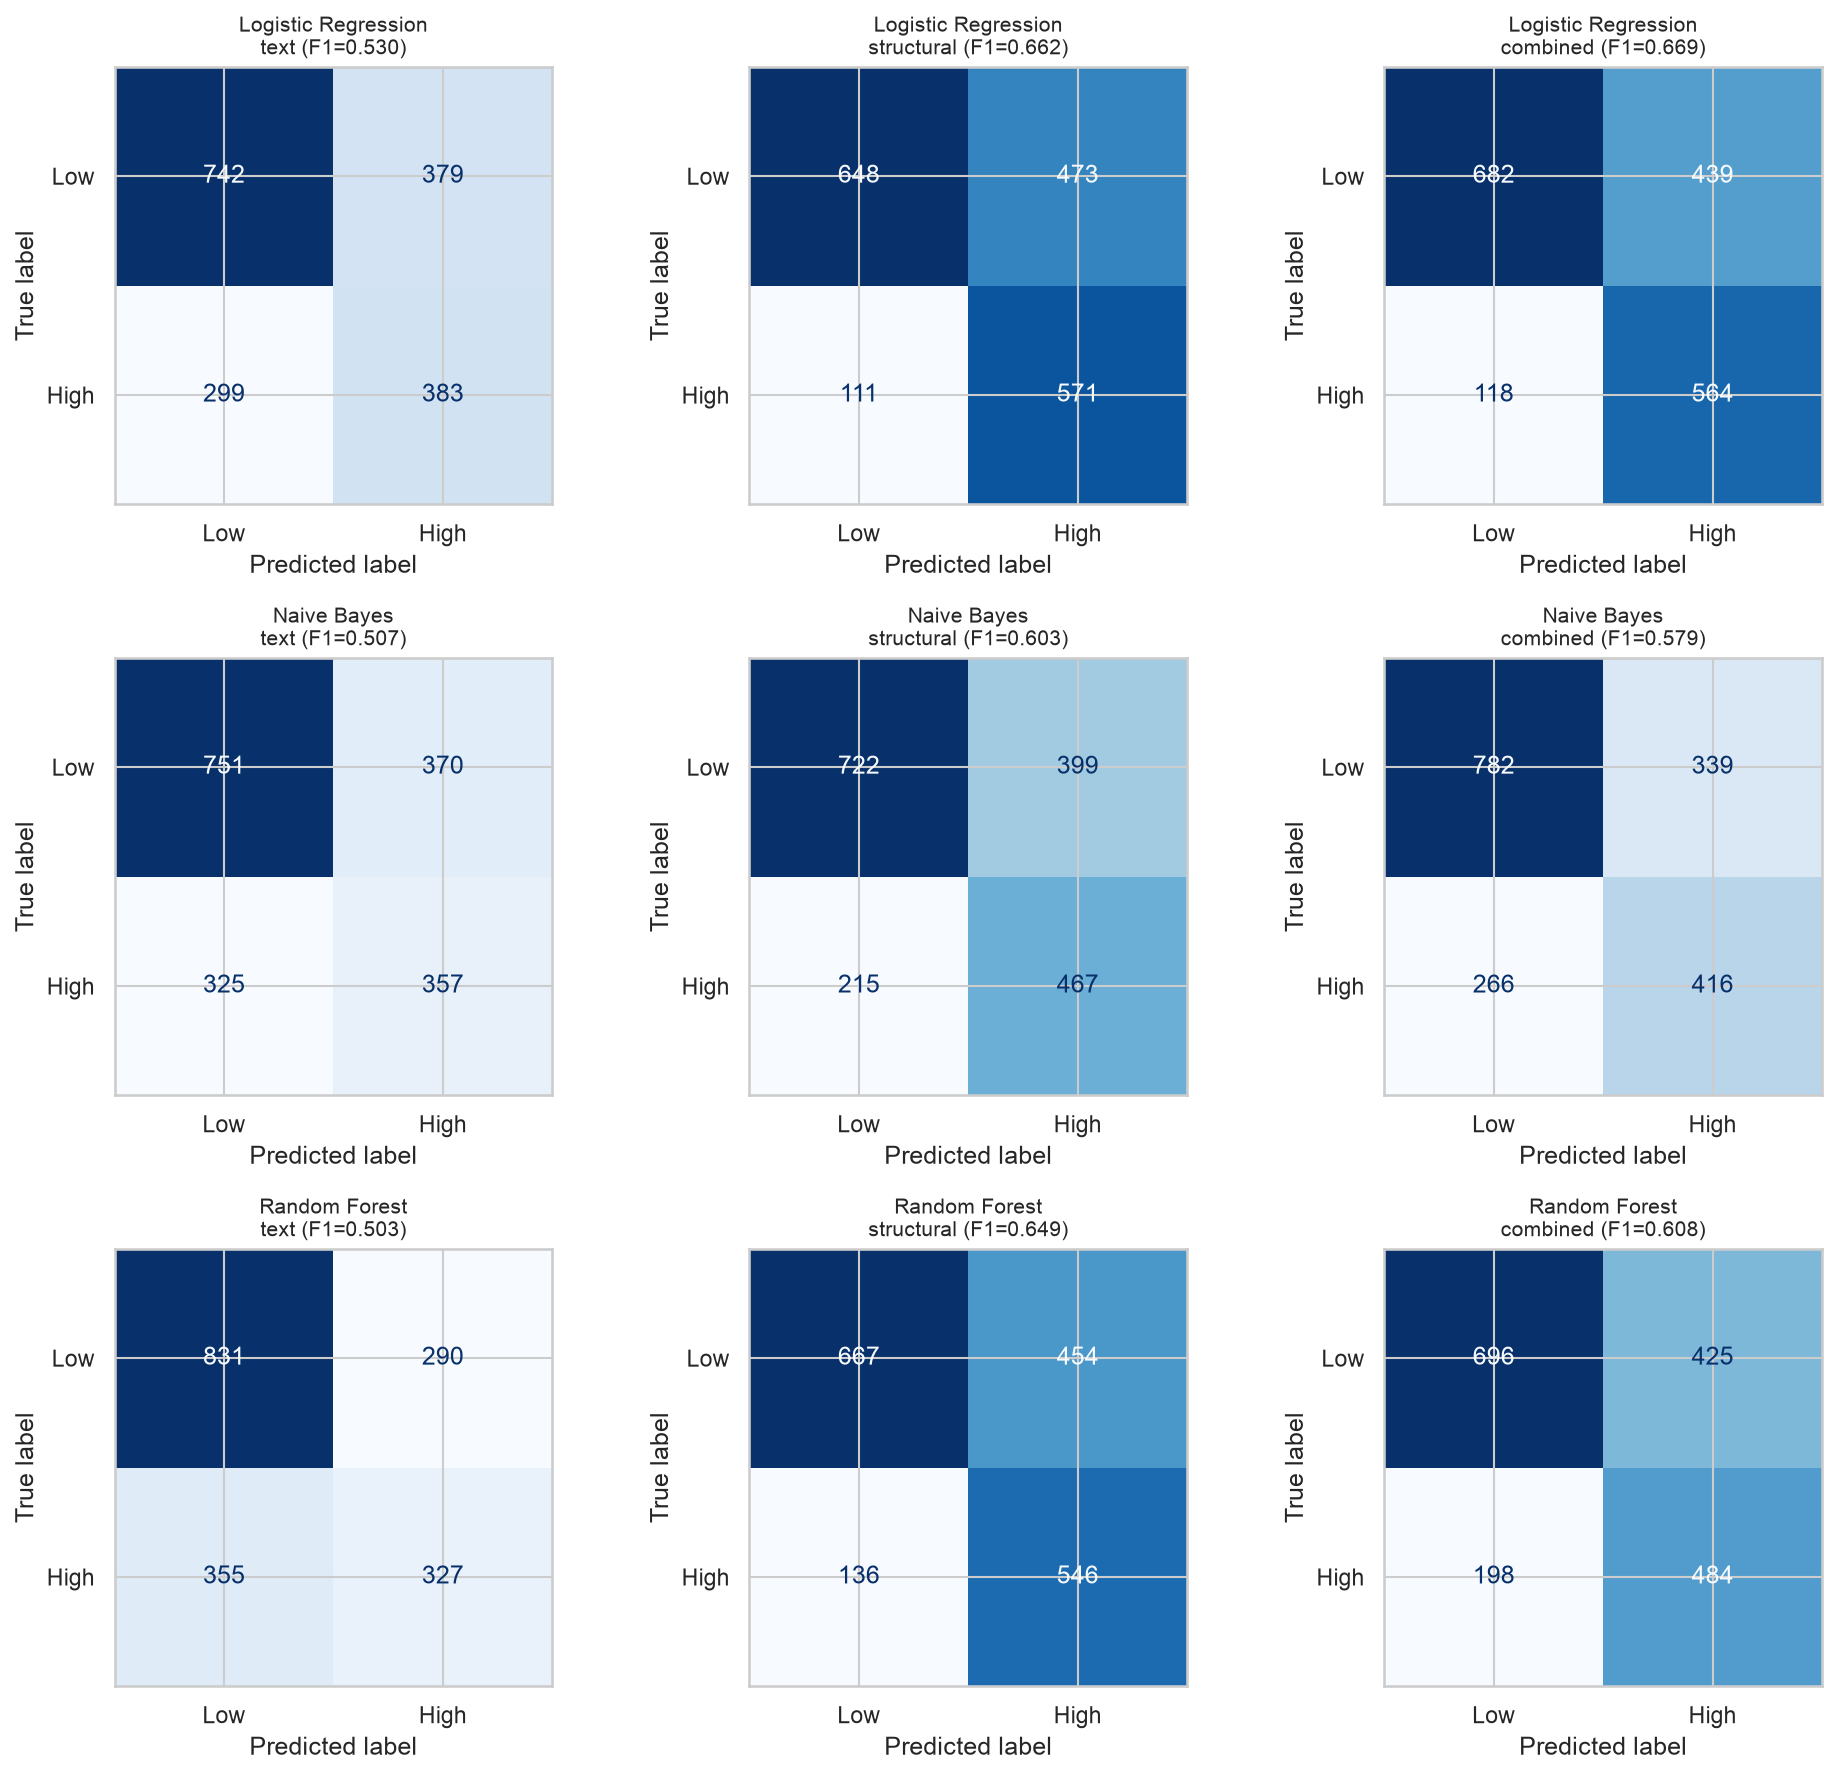 Logistic Regression
text (F1=0.530)
True label
Low
742
379
High
299
383
Low
High
Predicted label
Logistic Regression
structural (F1=0.662)
True label
Low
648
473
High
111
571
Low
High
Predicted label
Logistic Regression
combined (F1=0.669)
True label
Low
682
439
High
118
564
Low
High
Predicted label
Naive Bayes
text (F1=0.507)
True label
Low
751
370
High
325
357
Low
High
Predicted label
Naive Bayes
structural (F1=0.603)
True label
Low
722
399
High
215
467
Low
High
Predicted label
Naive Bayes
combined (F1=0.579)
True label
Low
782
339
High
266
416
Low
High
Predicted label
Random Forest
text (F1=0.503)
True label
Low
831
290
High
355
327
Low
High
Predicted label
Random Forest
structural (F1=0.649)
True label
Low
667
454
High
136
546
Low
High
Predicted label
Random Forest
combined (F1=0.608)
True label
Low
696
425
High
198
484
Low
High
Predicted label